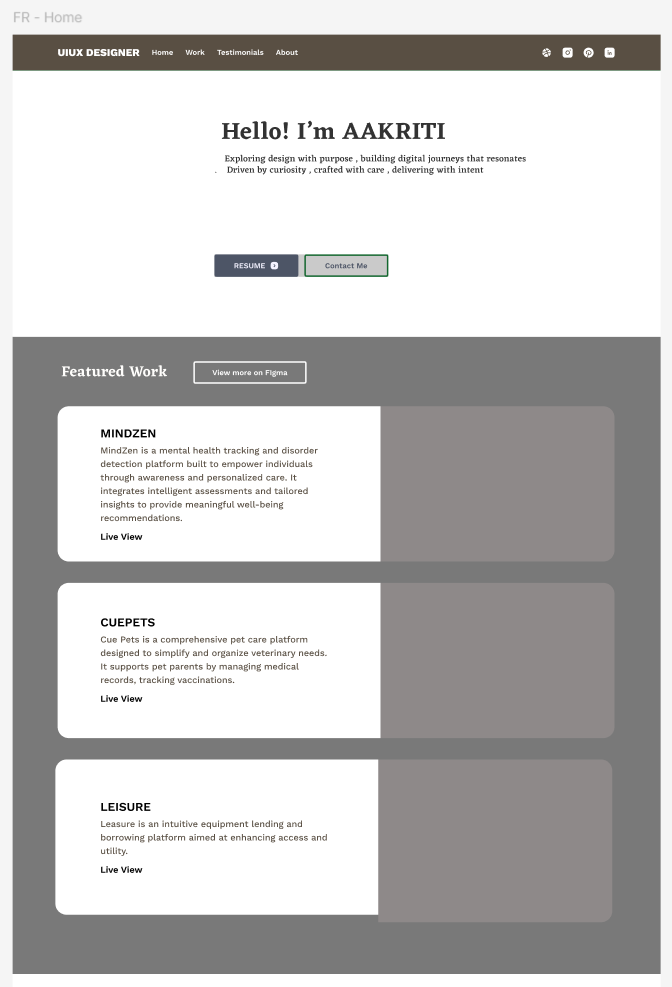 FR - Home
UIUX DESIGNER Home Work Testimonials About
Hello! I’m AAKRITI
Exploring design with purpose , building digital journeys that resonates
. Driven by curiosity , crafted with care , delivering with intent
RESUME Contact Me
Featured Work View more on FIgma
MINDZEN
MindZen is a mental health tracking and disorder
detection platform built to empower individuals
through awareness and personalized care. It
integrates intelligent assessments and tailored
insights to provide meaningful well-being
recommendations.
Live View
CUEPETS
Cue Pets is a comprehensive pet care platform
designed to simplify and organize veterinary needs.
It supports pet parents by managing medical
records, tracking vaccinations.
Live View
LEISURE
Leasure is an intuitive equipment lending and
borrowing platform aimed at enhancing access and
utility.
Live View